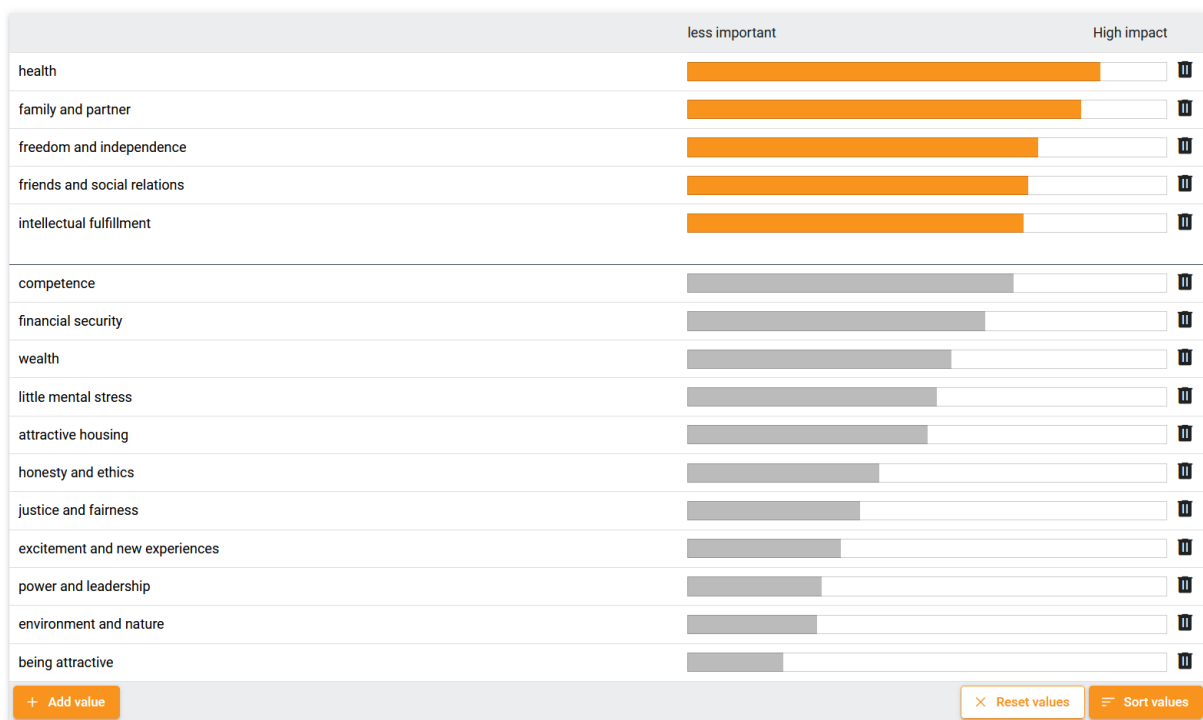 less important High impact
health
family and partner
freedom and independence
friends and social relations
intellectual fulfillment
competence
financial security
wealth
little mental stress
attractive housing
honesty and ethics
justice and fairness
excitement and new experiences
power and leadership
environment and nature
being attractive
Add value Reset values Sort values